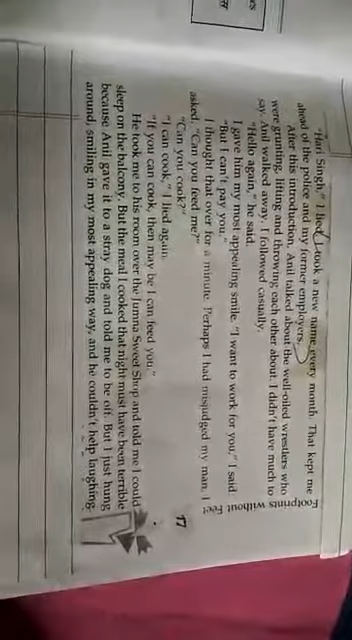 "Hari Singh," I lied. I took a new name every month. That kept me
ahead of the police and my former employers.
After this introduction, Anil talked about the well-oiled wrestlers who
were grunting, lifting and throwing each other about. I didn't have much to
say. Anil walked away. I followed casually.
"Hello again," he said.
I gave him my most appealing smile. "I want to work for you," I said.
"But I can't pay you."
I thought that over for a minute. Perhaps I had misjudged my man. I
asked, "Can you feed me?"
"Can you cook?"
"I can cook," I lied again.
"If you can cook, then may be I can feed you."
He took me to his room over the Jumna Sweet Shop and told me I could
sleep on the balcony. But the meal I cooked that night must have been terrible
because Anil gave it to a stray dog and told me to be off. But I just hung
around, smiling in my most appealing way, and he couldn't help laughing.
Footprints without Feet
17